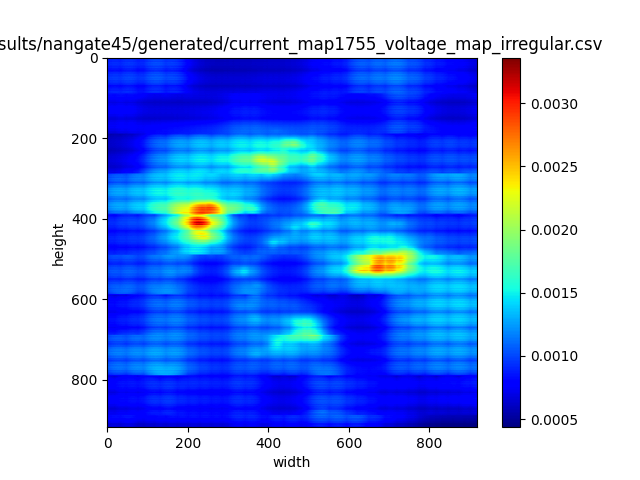 sults/nangate45/generated/current_map1755_voltage_map_irregular.csv
0
200
400
600
800
height
0 200 400 600 800
width
0.0030
0.0025
0.0020
0.0015
0.0010
0.0005